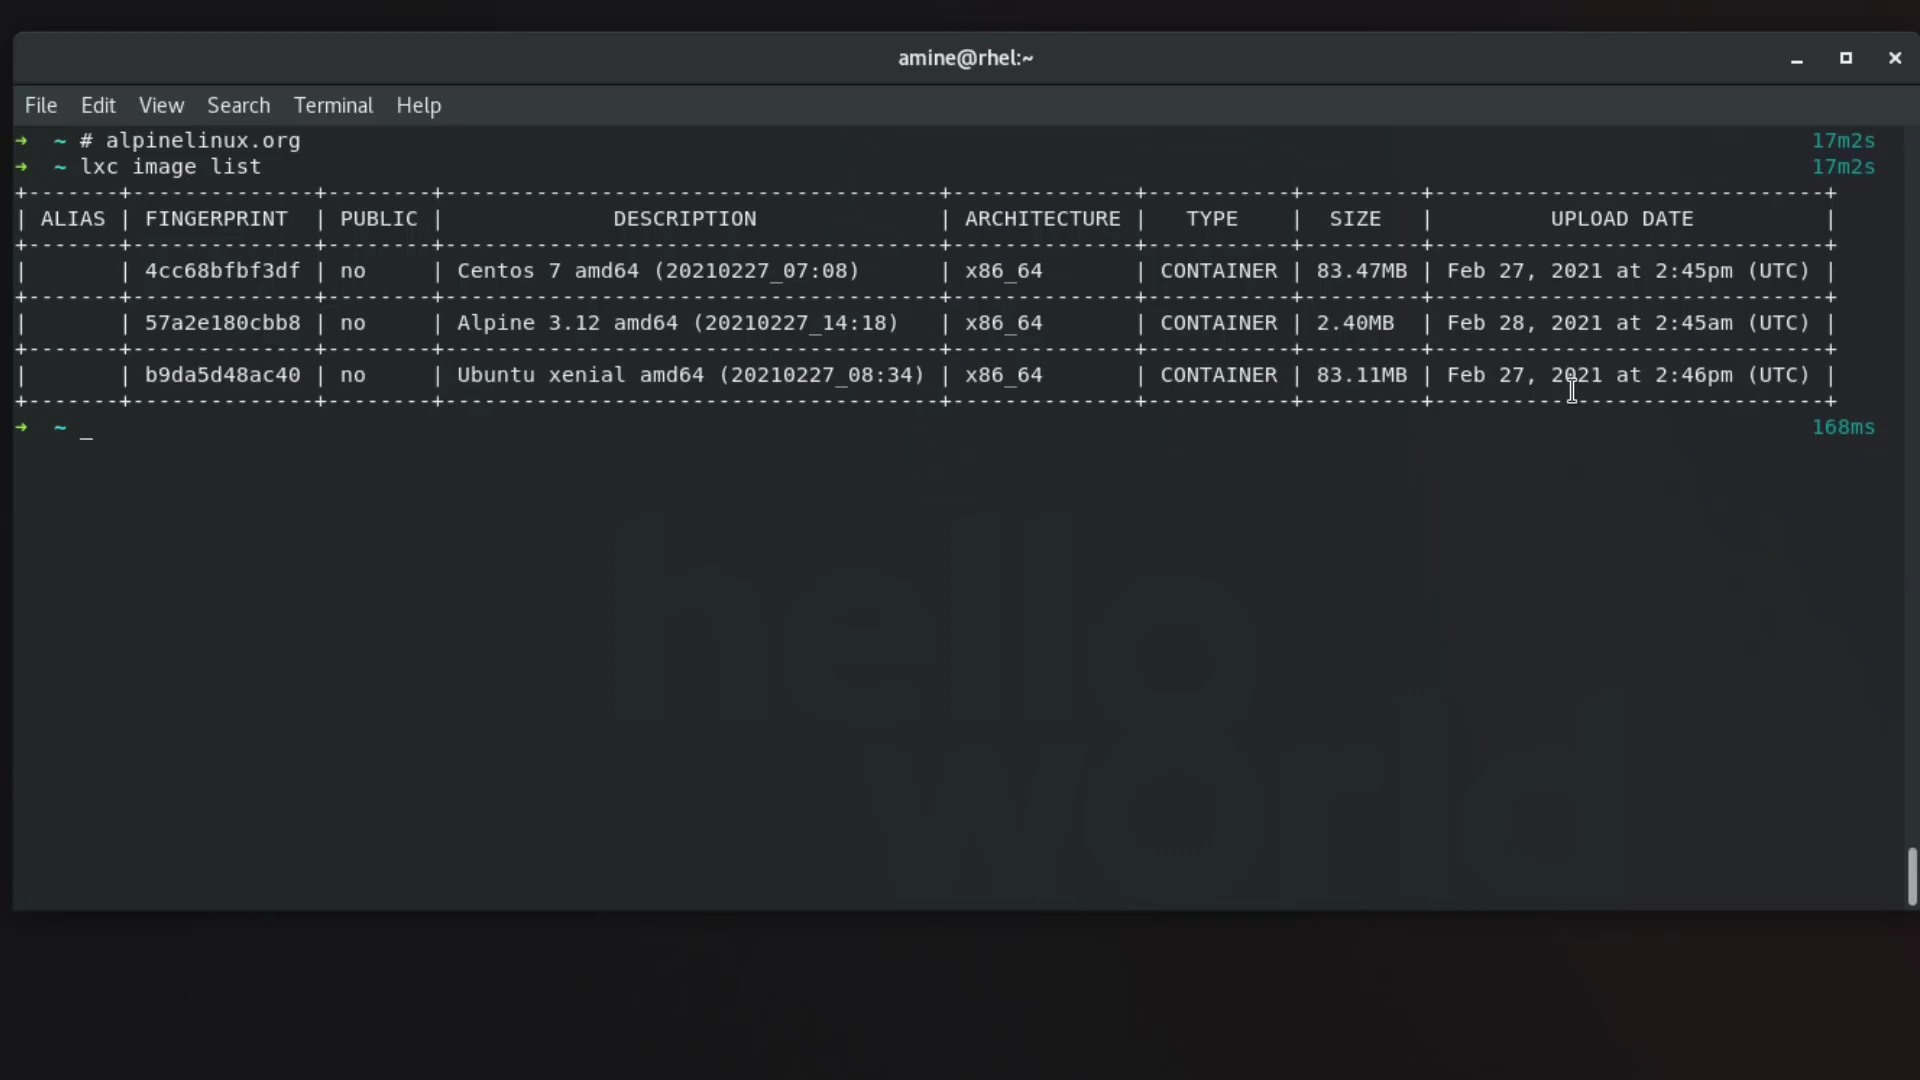 amine@rhel:~
File Edit View Search Terminal Help
➜ ~ # alpinelinux.org 17m2s
➜ ~ lxc image list 17m2s
+-------+--------------+--------+--------------------------------------+--------------+-----------+---------+------------------------------+
| ALIAS | FINGERPRINT | PUBLIC | DESCRIPTION | ARCHITECTURE | TYPE | SIZE | UPLOAD DATE |
+-------+--------------+--------+--------------------------------------+--------------+-----------+---------+------------------------------+
| | 4cc68bfbf3df | no | Centos 7 amd64 (20210227_07:08) | x86_64 | CONTAINER | 83.47MB | Feb 27, 2021 at 2:45pm (UTC) |
+-------+--------------+--------+--------------------------------------+--------------+-----------+---------+------------------------------+
| | 57a2e180cbb8 | no | Alpine 3.12 amd64 (20210227_14:18) | x86_64 | CONTAINER | 2.40MB | Feb 28, 2021 at 2:45am (UTC) |
+-------+--------------+--------+--------------------------------------+--------------+-----------+---------+------------------------------+
| | b9da5d48ac40 | no | Ubuntu xenial amd64 (20210227_08:34) | x86_64 | CONTAINER | 83.11MB | Feb 27, 2021 at 2:46pm (UTC) |
+-------+--------------+--------+--------------------------------------+--------------+-----------+---------+------------------------------+
➜ ~ _ 168ms
hello
world